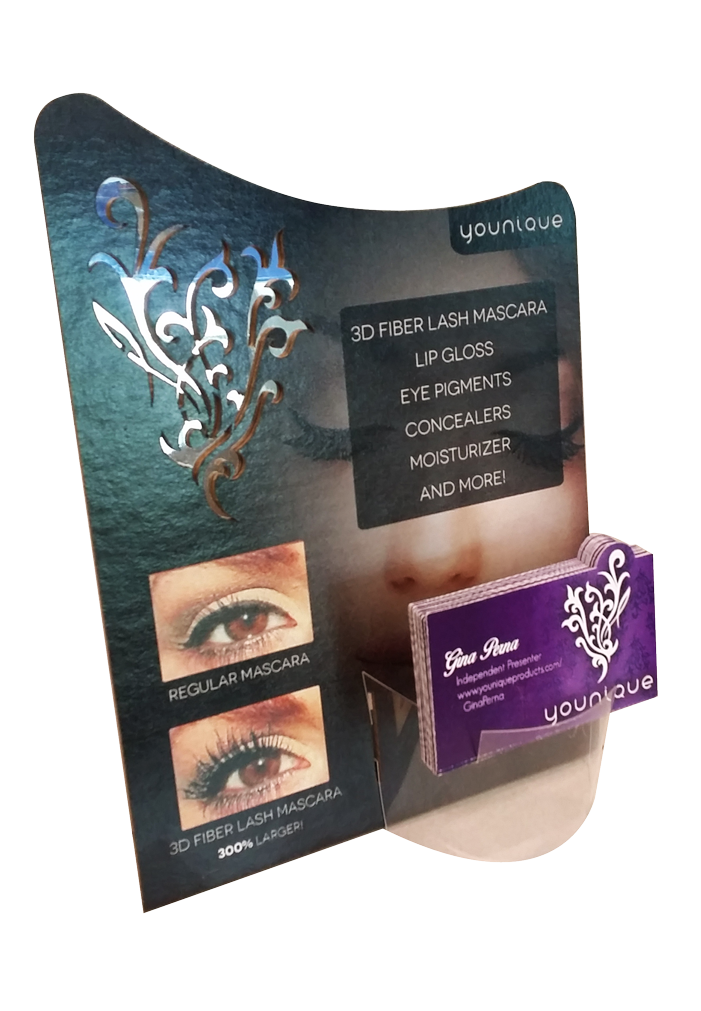 younique
3D FIBER LASH MASCARA
LIP GLOSS
EYE PIGMENTS
CONCEALERS
MOISTURIZER
AND MORE!
REGULAR MASCARA
3D FIBER LASH MASCARA
300% LARGER!
Gina Perna
Independent Presenter
www.youniqueproducts.com/
GinaPerna
younique